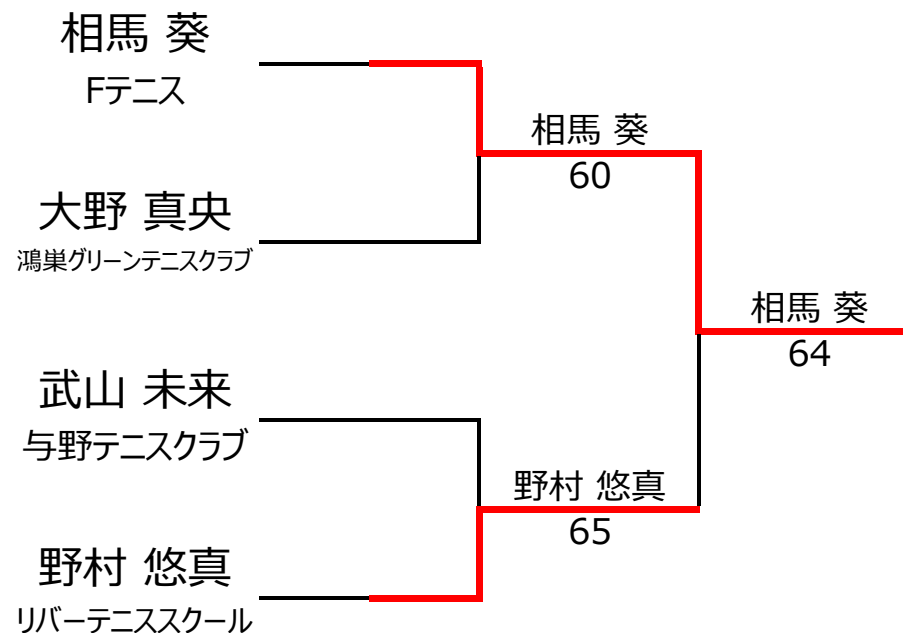 相馬 葵
Fテニス
大野 真央
鴻巣グリーンテニスクラブ
武山 未来
与野テニスクラブ
野村 悠真
リバーテニススクール
相馬 葵
60
野村 悠真
65
相馬 葵
64